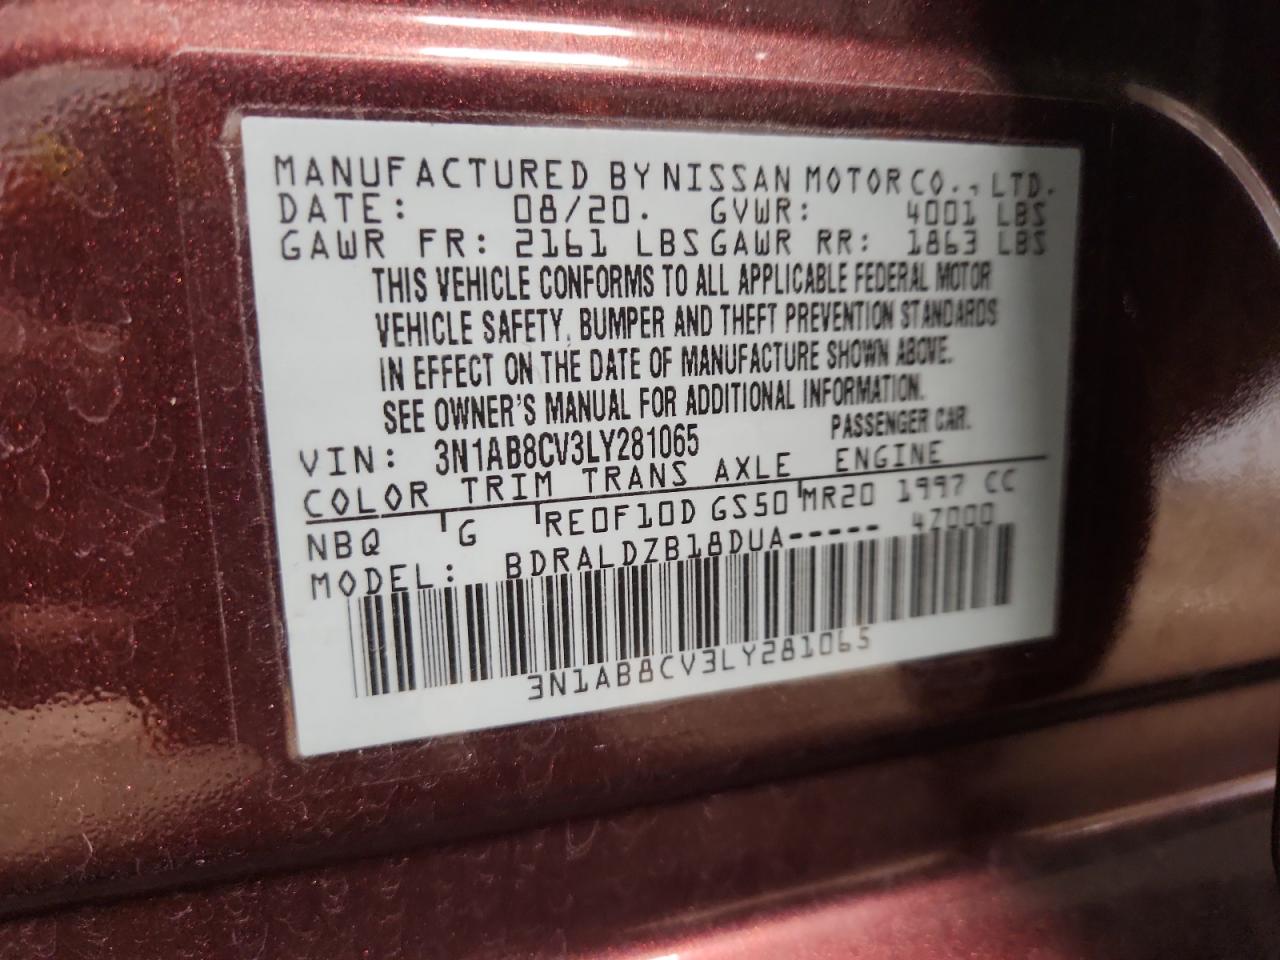 MANUFACTURED BY NISSAN MOTOR CO., LTD.
DATE: 08/20. GVWR: 4001 LBS
GAWR FR: 2161 LBS GAWR RR: 1863 LBS
THIS VEHICLE CONFORMS TO ALL APPLICABLE FEDERAL MOTOR
VEHICLE SAFETY, BUMPER AND THEFT PREVENTION STANDARDS
IN EFFECT ON THE DATE OF MANUFACTURE SHOWN ABOVE.
SEE OWNER'S MANUAL FOR ADDITIONAL INFORMATION.
VIN: 3N1AB8CV3LY281065 PASSENGER CAR.
COLOR TRIM TRANS AXLE ENGINE
NBQ G RE0F10D GS50 MR20 1997 CC
MODEL: BDRALDZB18DUA----- 47000
3N1AB8CV3LY281065